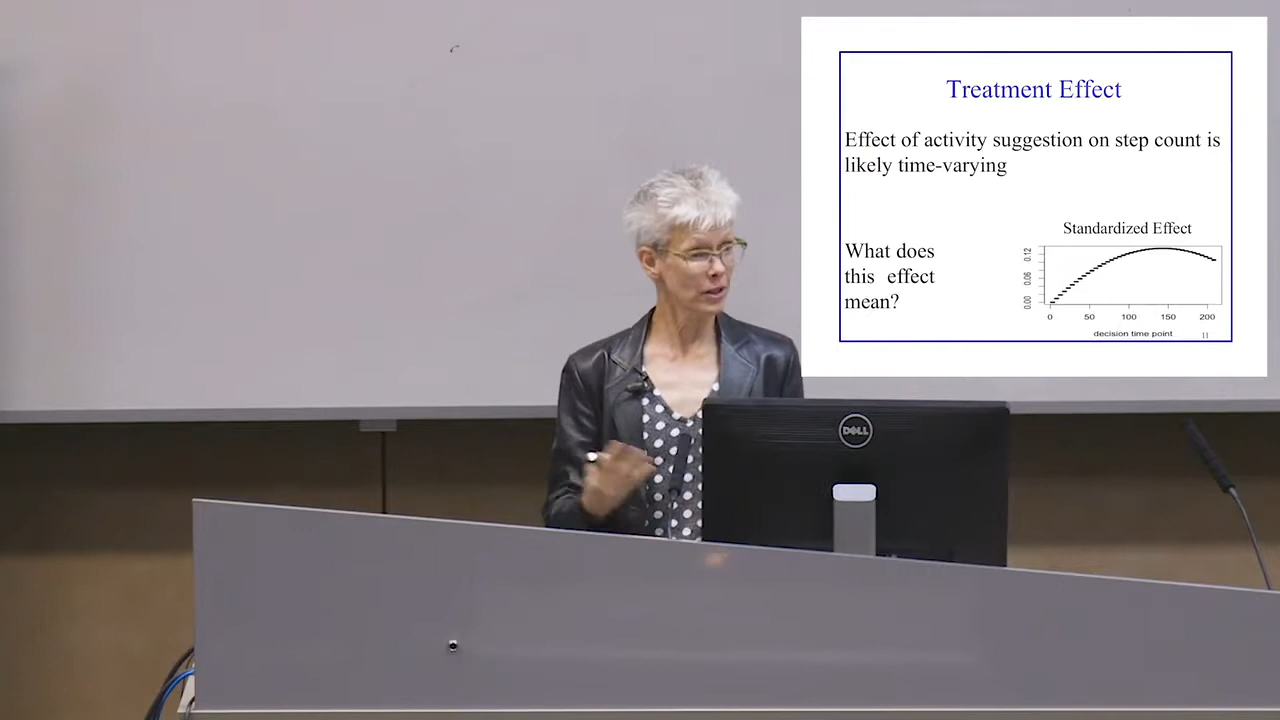 Treatment Effect
Effect of activity suggestion on step count is
likely time-varying
What does
this effect
mean?
Standardized Effect
0.12
0.06
0.00
0 50 100 150 200
decision time point
11
DELL